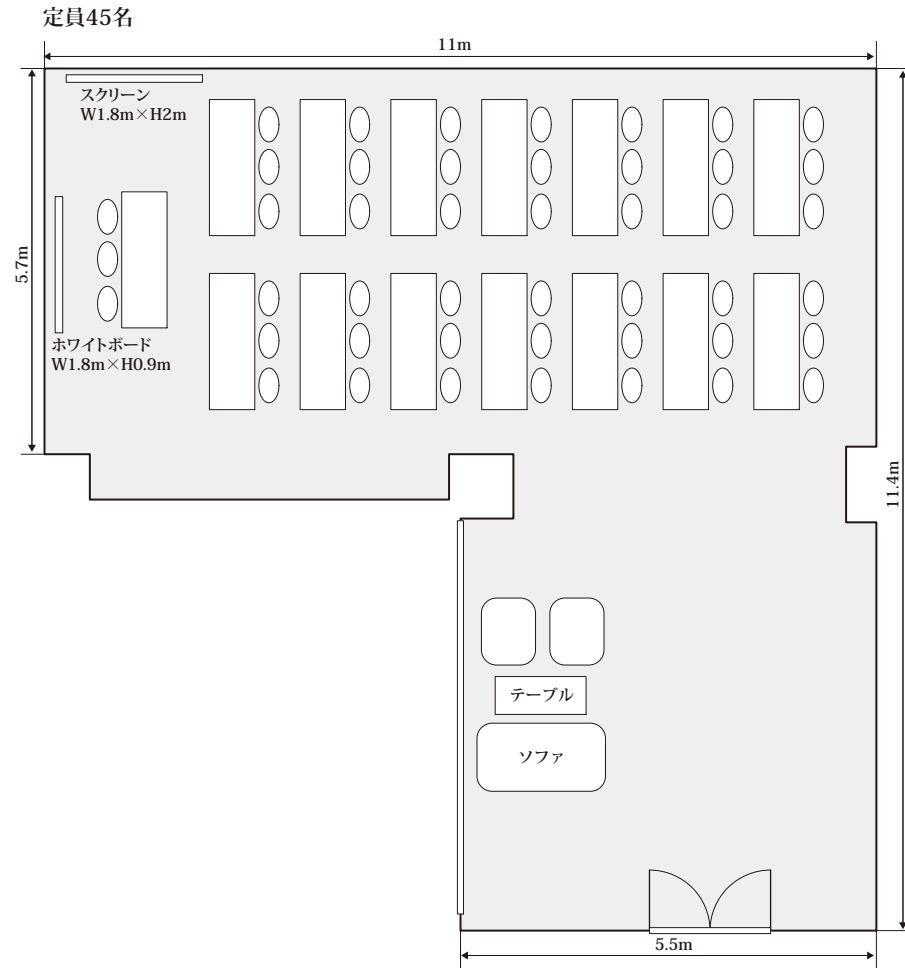 定員45名
11m
スクリーン
W1.8m×H2m
5.7m
ホワイトボード
W1.8m×H0.9m
11.4m
テーブル
ソファ
5.5m